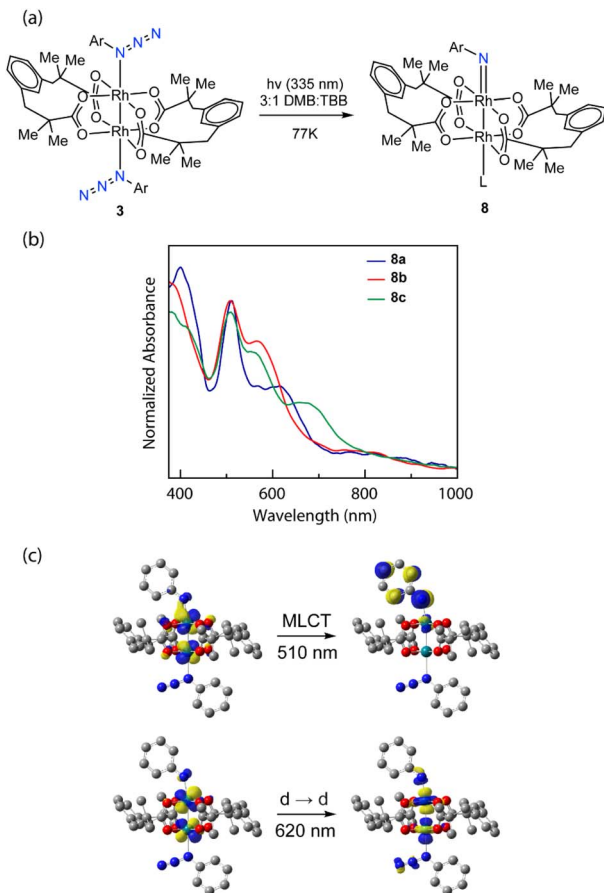 (a)
Ar N N N
Me Me O O Rh O O
O O Rh O O Me Me
Me Me O O Me Me
N N N Ar
3
hv (335 nm)
3:1 DMB:TBB
77K
Ar N
Me Me O O Rh O O
O O Rh O O Me Me
Me Me O O Me Me
L
8
(b)
8a
8b
8c
Normalized Absorbance
400 600 800 1000
Wavelength (nm)
(c)
MLCT
510 nm
d → d
620 nm